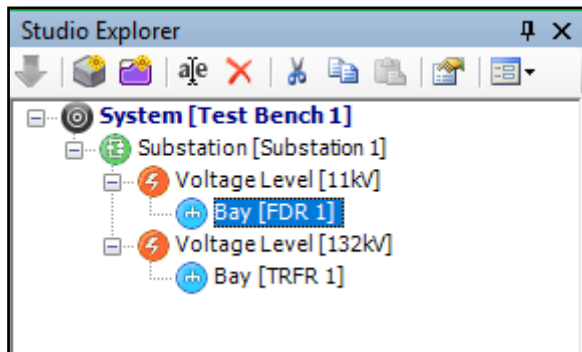 Studio Explorer
System [Test Bench 1]
Substation [Substation 1]
Voltage Level [11kV]
Bay [FDR 1]
Voltage Level [132kV]
Bay [TRFR 1]